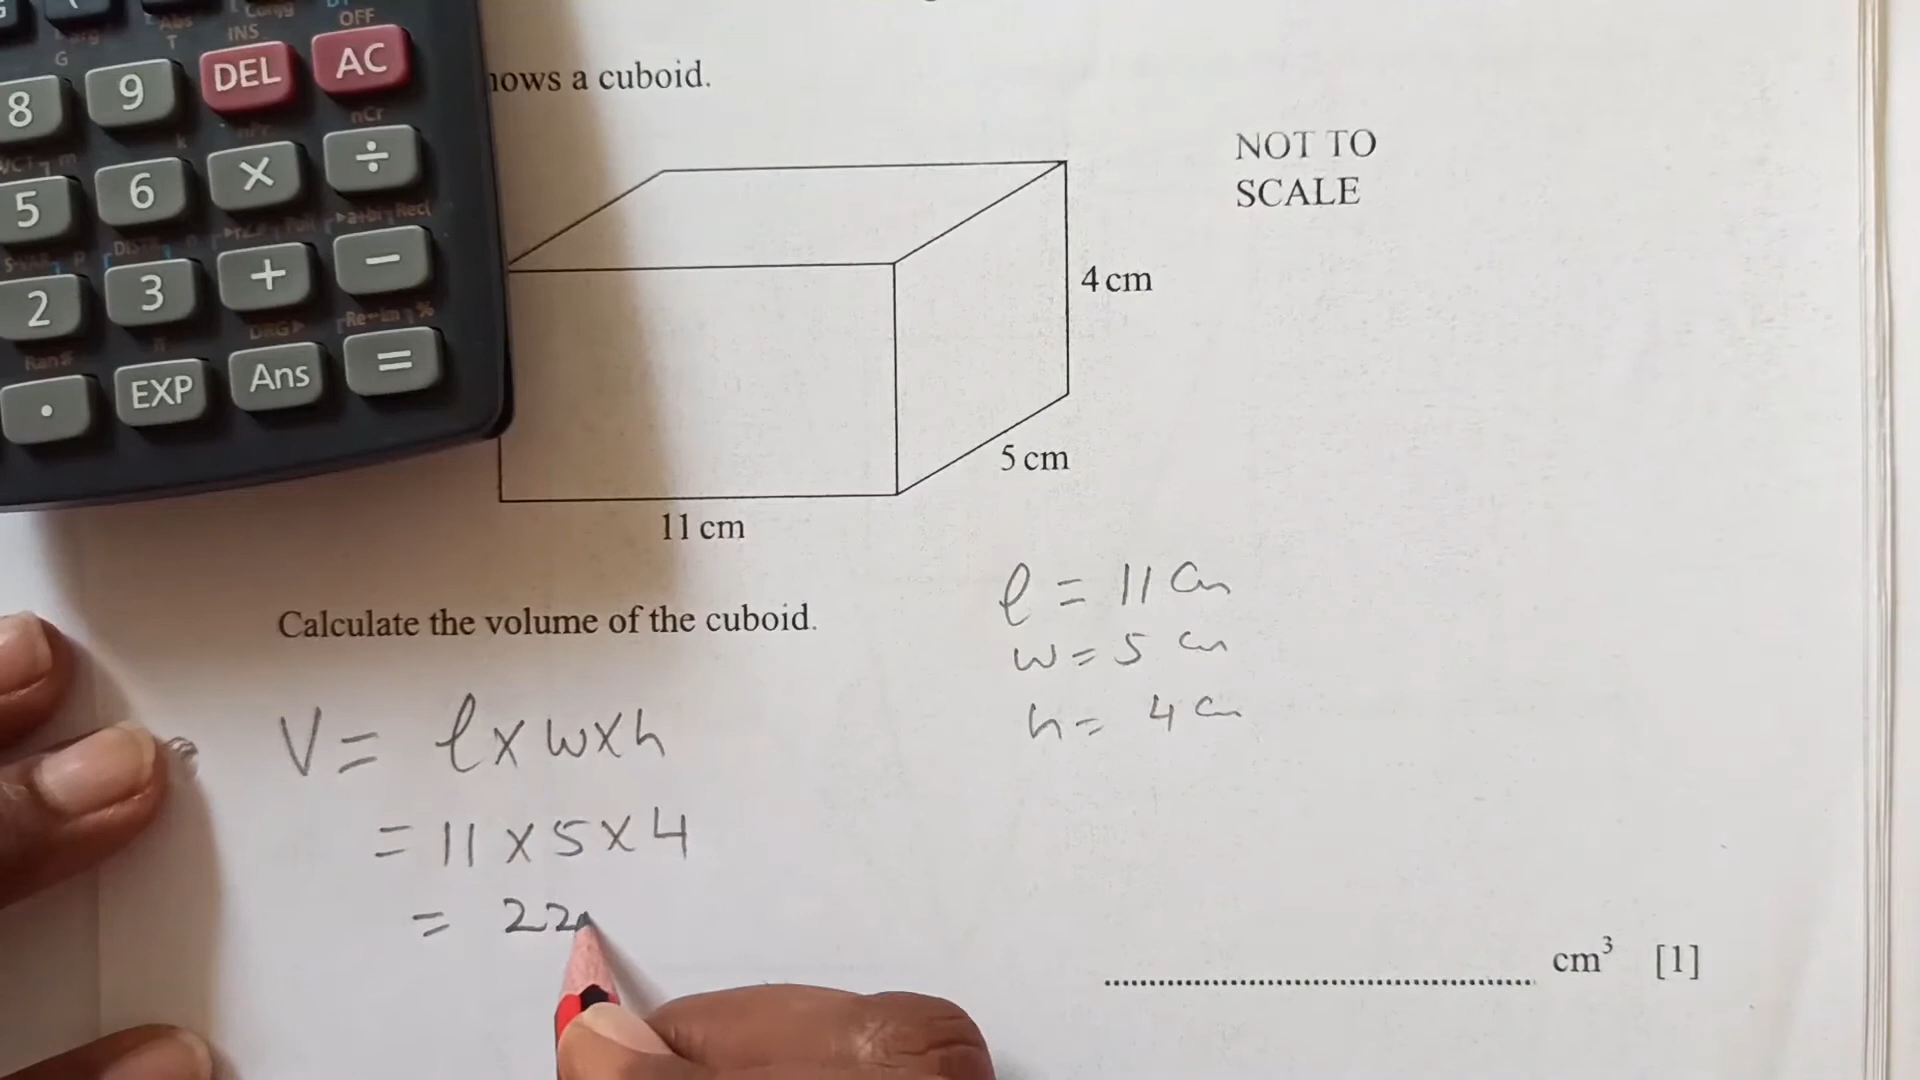 OFF
INS
T
G
8 9 DEL AC
nCr
k
5 6 × ÷
2 3 + −
Ran#
. EXP Ans =
a cuboid.
NOT TO
SCALE
4 cm
5 cm
11 cm
Calculate the volume of the cuboid.
l = 11 cm
w = 5 cm
h = 4 cm
V = l × w × h
= 11 × 5 × 4
= 22
cm³ [1]